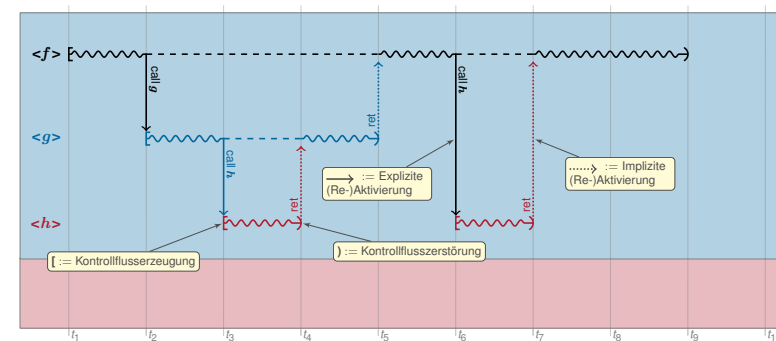 <f>
call g
ret
call h
<g>
call h
ret
ret
⟶ := Explizite
(Re-)Aktivierung
⇢ := Implizite
(Re-)Aktivierung
<h>
[ := Kontrollflusserzeugung
) := Kontrollflusszerstörung
t1 t2 t3 t4 t5 t6 t7 t8 t9 t1